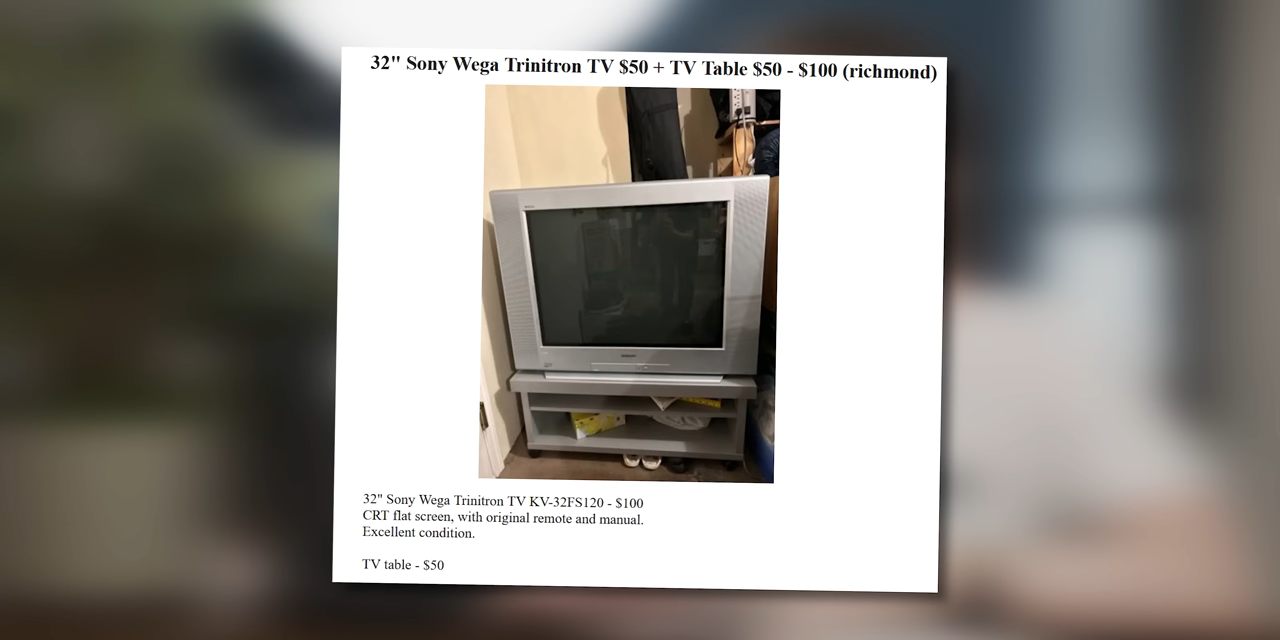 32" Sony Wega Trinitron TV $50 + TV Table $50 - $100 (richmond)
32" Sony Wega Trinitron TV KV-32FS120 - $100
CRT flat screen, with original remote and manual.
Excellent condition.
TV table - $50